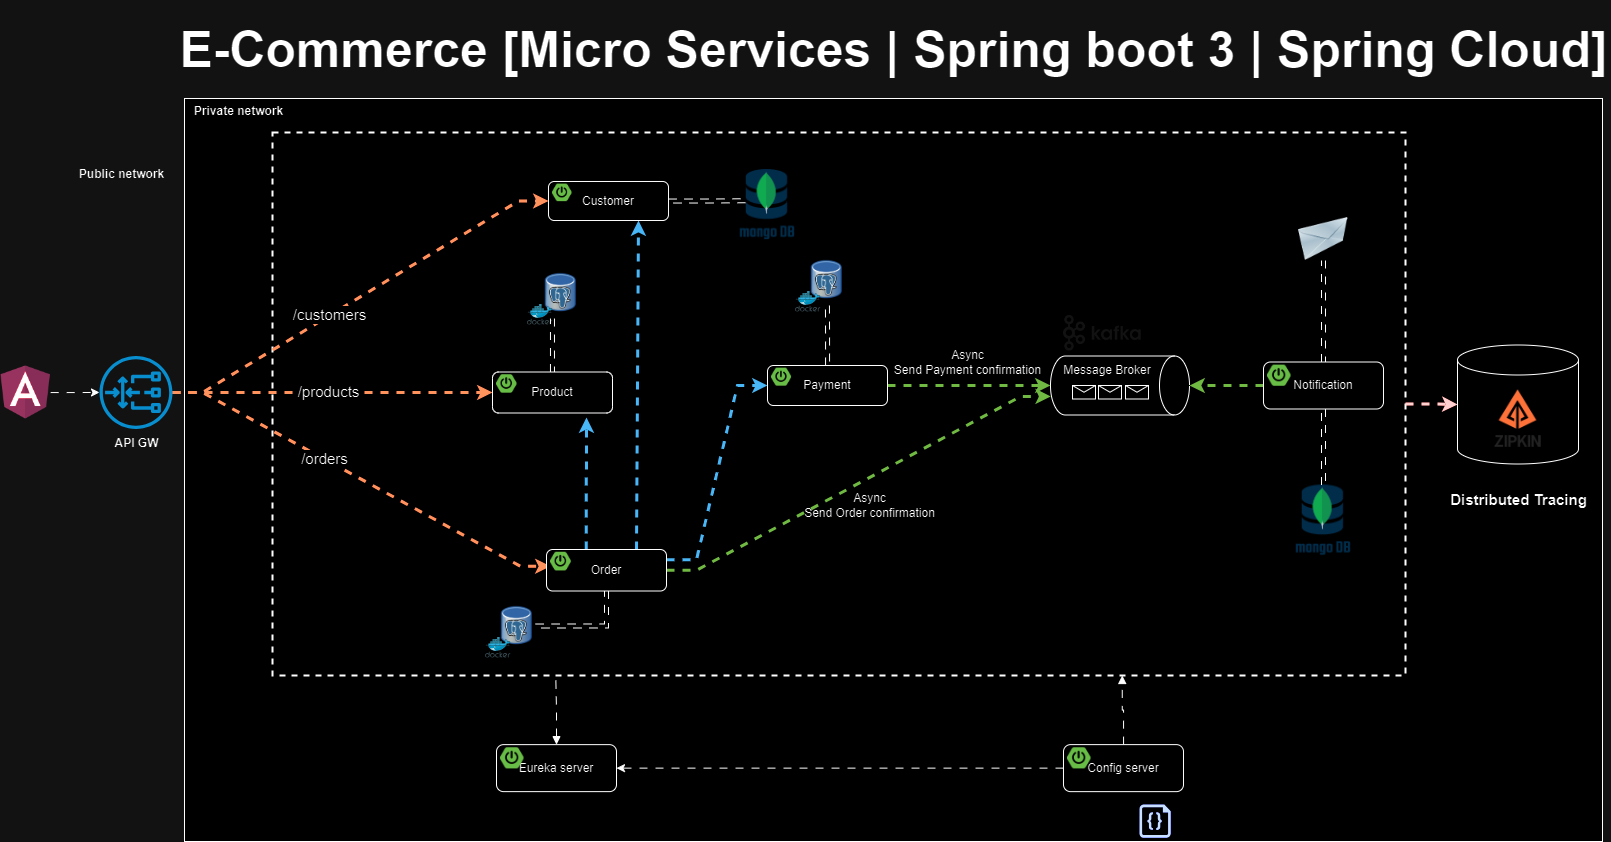 E-Commerce [Micro Services | Spring boot 3 | Spring Cloud]
Private network
Public network
Customer
mongo DB
/customers
docker
docker
kafka
Async
Send Payment confirmation
Message Broker
/products
Product
Payment
Notification
A
API GW
ZIPKIN
/orders
Distributed Tracing
Async
Send Order confirmation
mongo DB
Order
docker
Eureka server
Config server
{}